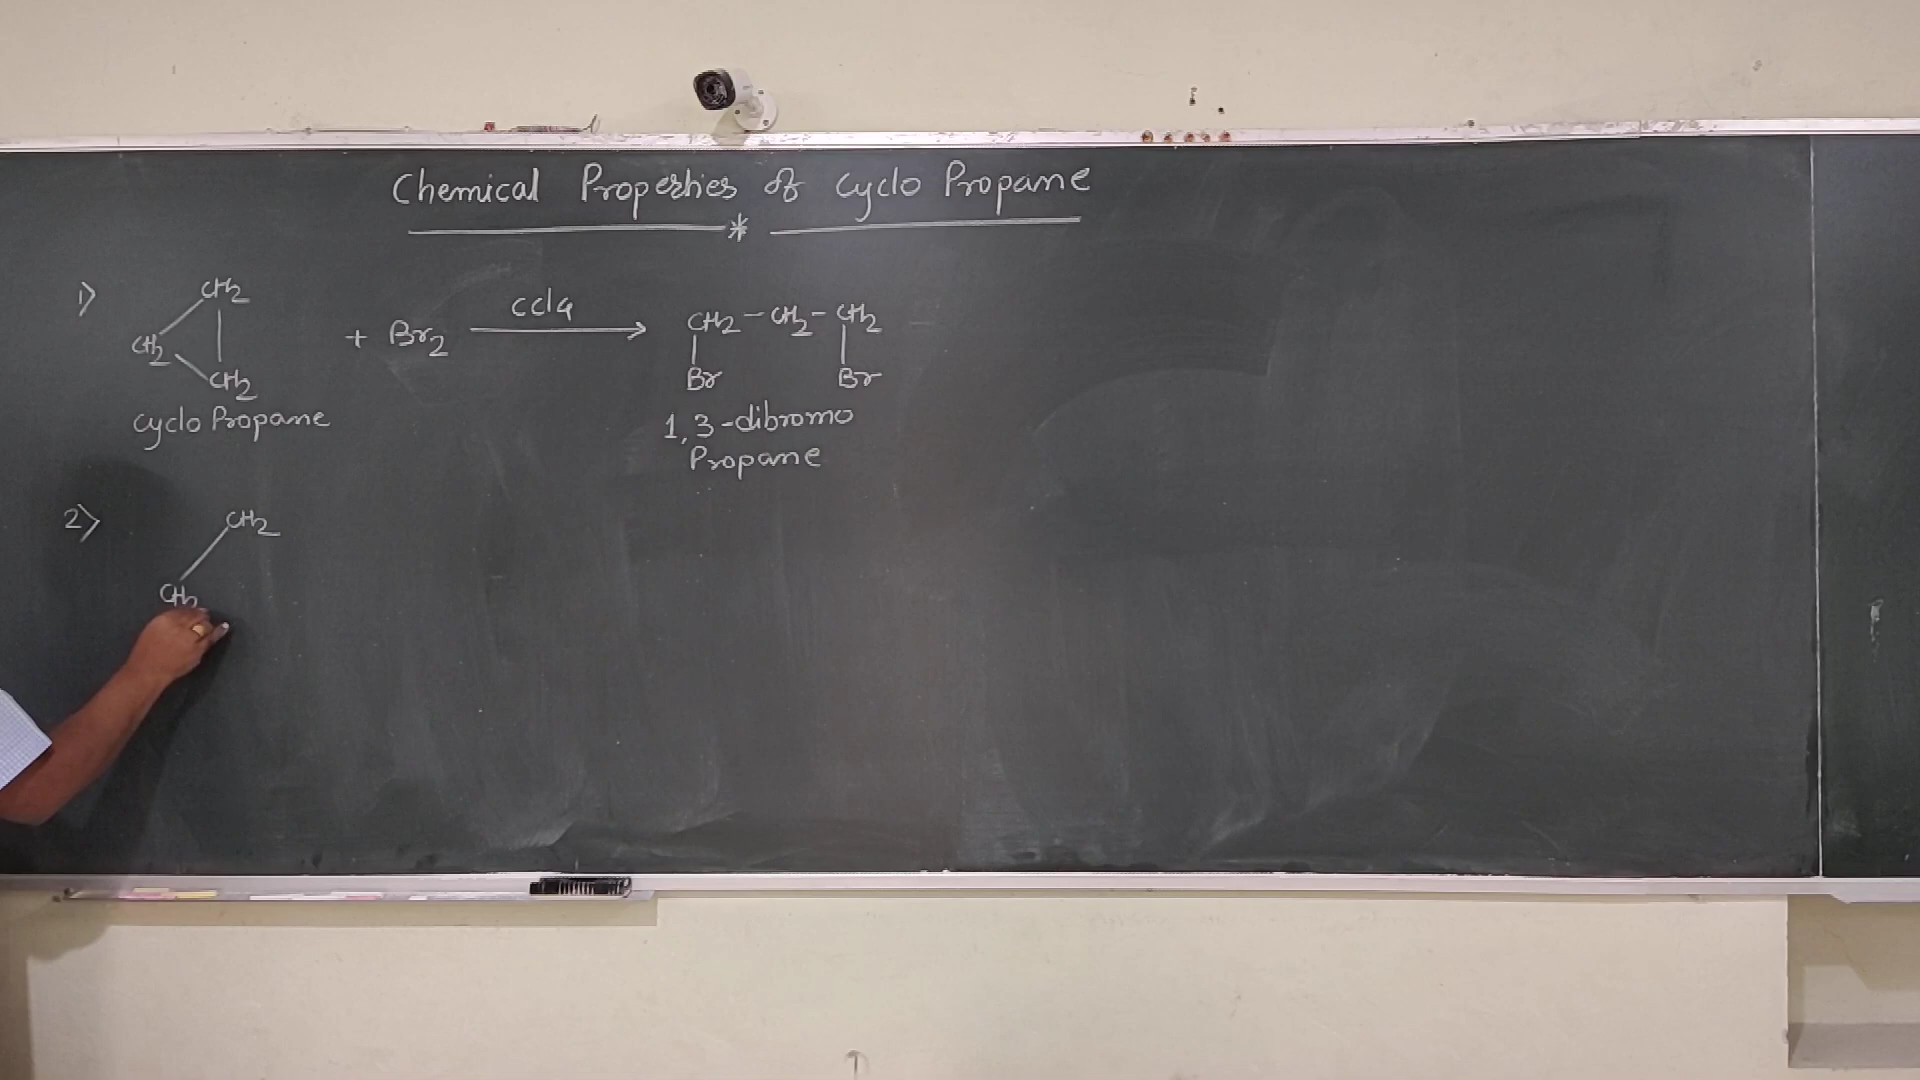 Chemical Properties of Cyclo Propane
*
1) CH2
CH2 CH2
+ Br2 ccl4 → CH2 - CH2 - CH2
Br Br
Cyclo Propane
1,3-dibromo
Propane
2) CH2
CH2